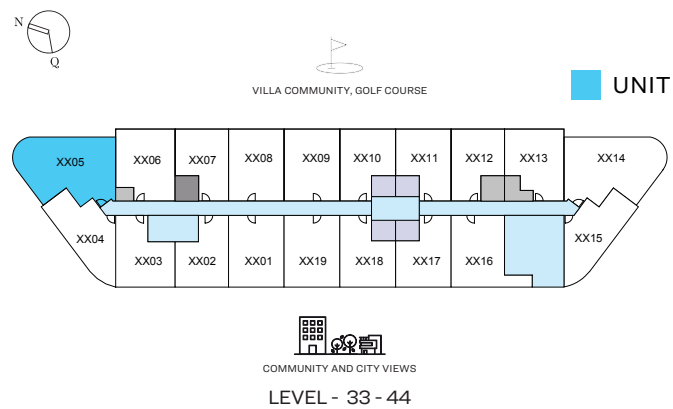 N
Q
VILLA COMMUNITY, GOLF COURSE
UNIT
XX05
XX06
XX07
XX08
XX09
XX10
XX11
XX12
XX13
XX14
XX04
XX03
XX02
XX01
XX19
XX18
XX17
XX16
XX15
COMMUNITY AND CITY VIEWS
LEVEL - 33 - 44